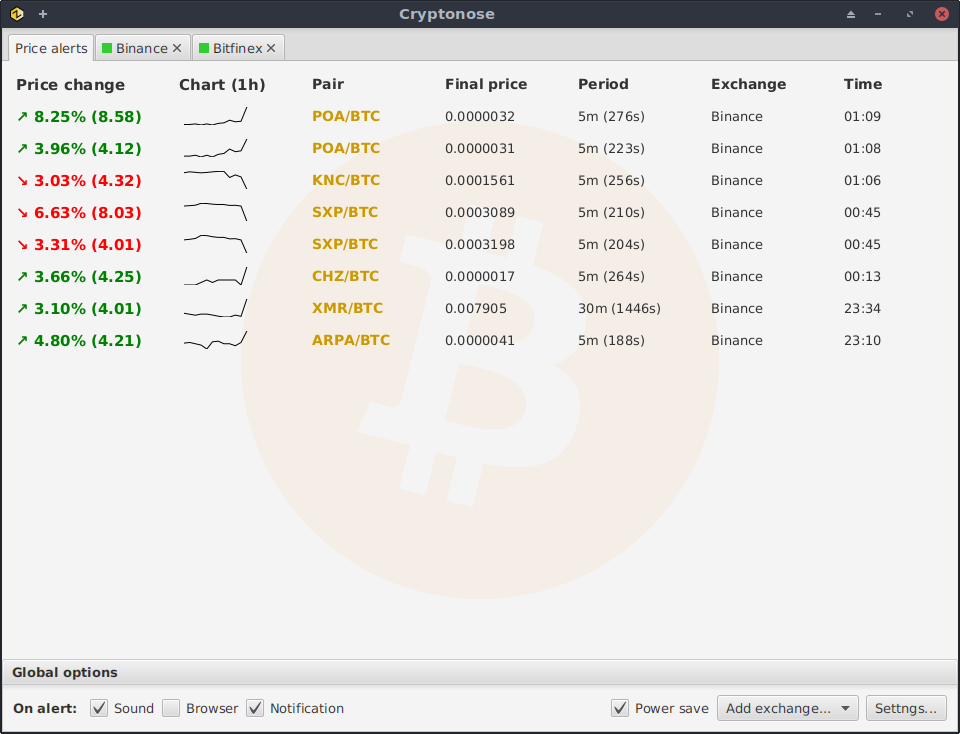 Cryptonose
Price alerts Binance Bitfinex
Price change Chart (1h) Pair Final price Period Exchange Time
↗ 8.25% (8.58) POA/BTC 0.0000032 5m (276s) Binance 01:09
↗ 3.96% (4.12) POA/BTC 0.0000031 5m (223s) Binance 01:08
↘ 3.03% (4.32) KNC/BTC 0.0001561 5m (256s) Binance 01:06
↘ 6.63% (8.03) SXP/BTC 0.0003089 5m (210s) Binance 00:45
↘ 3.31% (4.01) SXP/BTC 0.0003198 5m (204s) Binance 00:45
↗ 3.66% (4.25) CHZ/BTC 0.0000017 5m (264s) Binance 00:13
↗ 3.10% (4.01) XMR/BTC 0.007905 30m (1446s) Binance 23:34
↗ 4.80% (4.21) ARPA/BTC 0.0000041 5m (188s) Binance 23:10
Global options
On alert: Sound Browser Notification Power save Add exchange... Settngs...